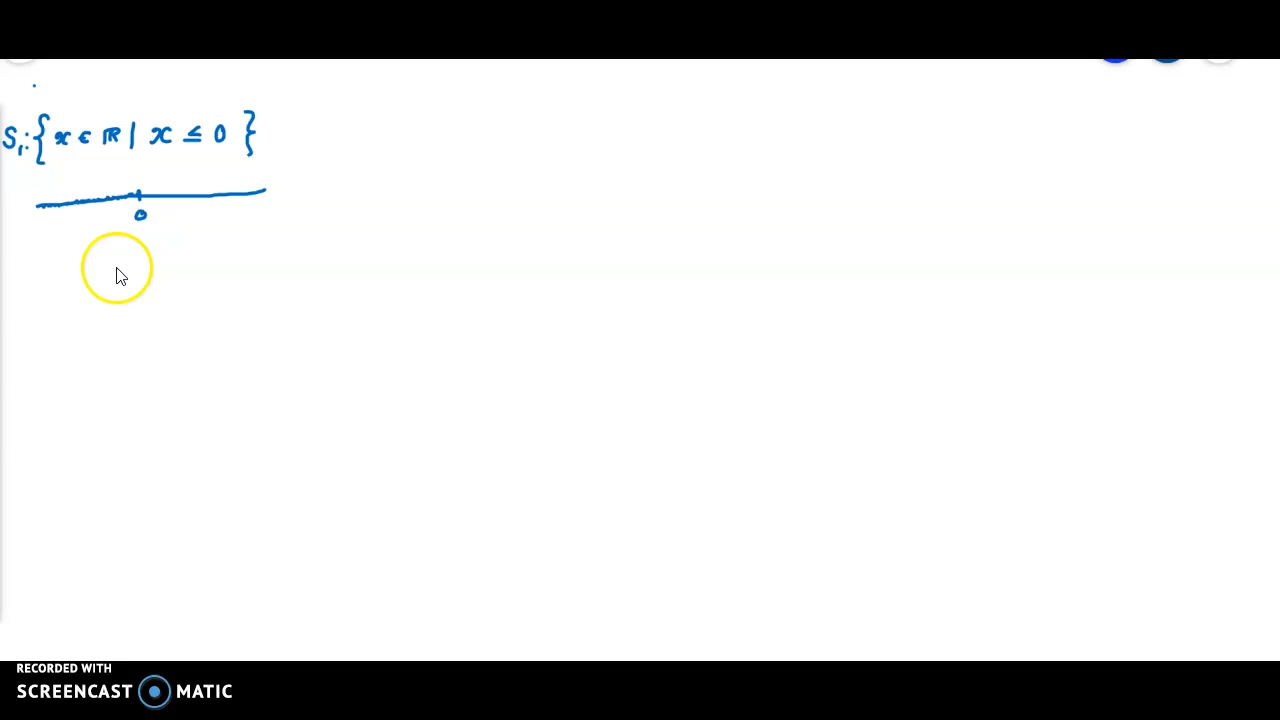 S₁: { x ∈ ℝ | x ≤ 0 }
0
RECORDED WITH
SCREENCAST MATIC